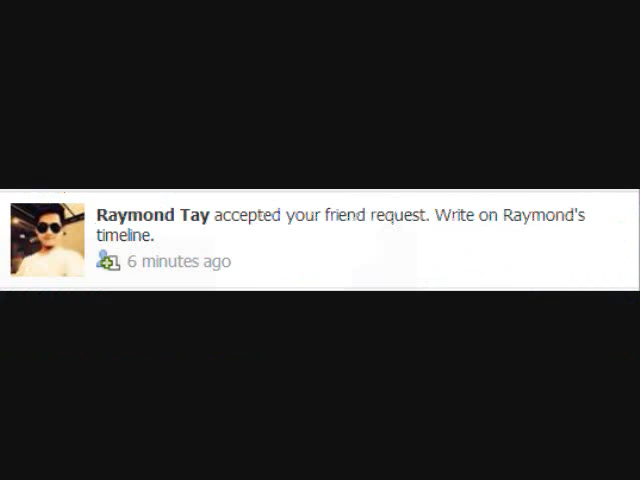 Raymond Tay accepted your friend request. Write on Raymond's
timeline.
6 minutes ago